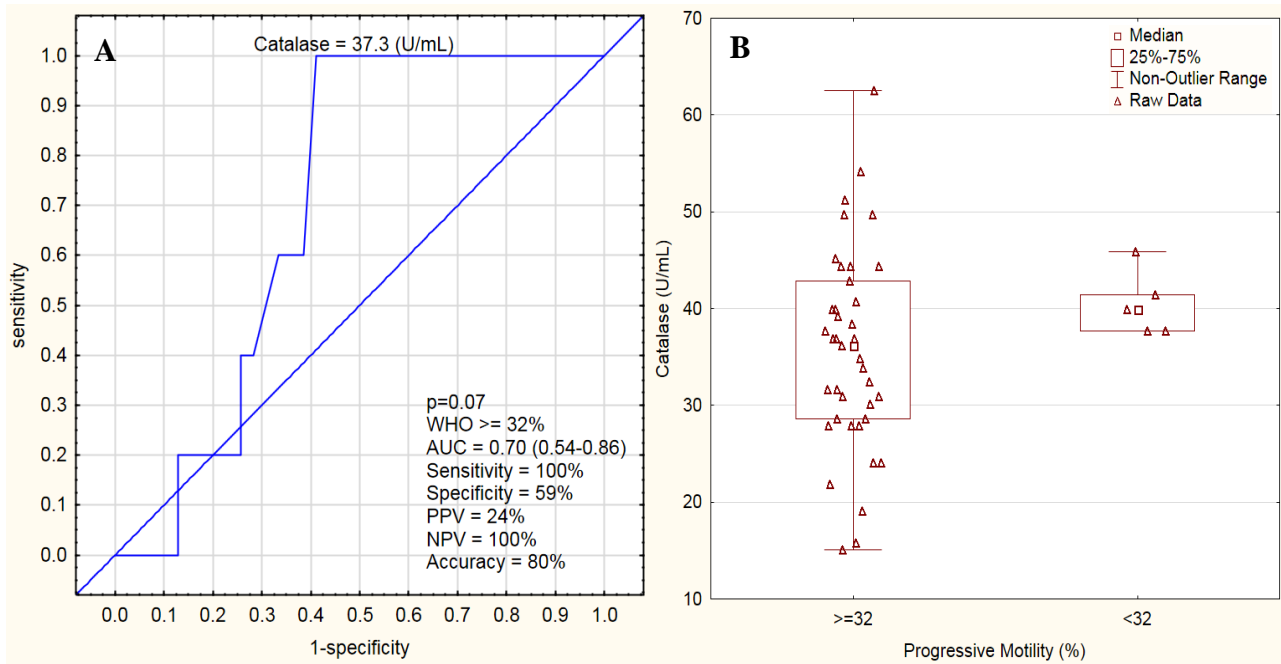 A
Catalase = 37.3 (U/mL)
1.0
0.9
0.8
0.7
0.6
0.5
0.4
0.3
0.2
0.1
0.0
sensitivity
p=0.07
WHO >= 32%
AUC = 0.70 (0.54-0.86)
Sensitivity = 100%
Specificity = 59%
PPV = 24%
NPV = 100%
Accuracy = 80%
0.0 0.1 0.2 0.3 0.4 0.5 0.6 0.7 0.8 0.9 1.0
1-specificity
B
Median
25%-75%
Non-Outlier Range
Raw Data
70
60
50
40
30
20
10
Catalase (U/mL)
>=32 <32
Progressive Motility (%)